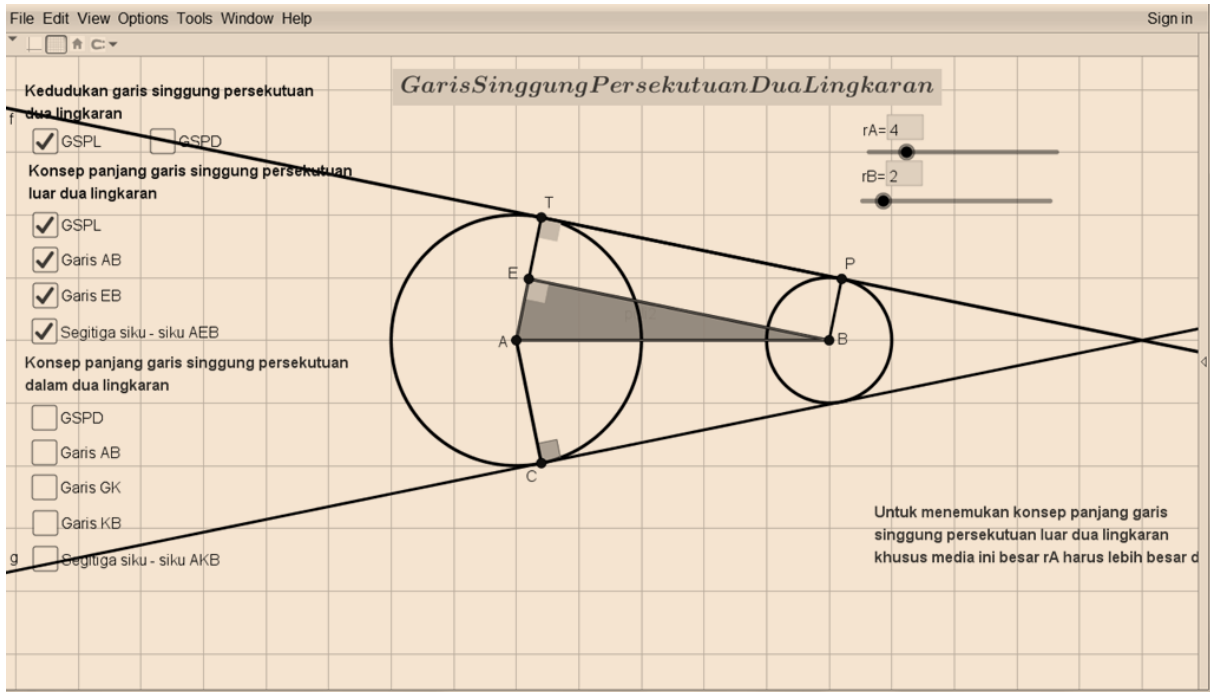 File Edit View Options Tools Window Help
Sign in
GarisSinggungPersekutuanDuaLingkaran
Kedudukan garis singgung persekutuan
dua lingkaran
f
GSPL
GSPD
Konsep panjang garis singgung persekutuan
luar dua lingkaran
GSPL
Garis AB
Garis EB
Segitiga siku - siku AEB
Konsep panjang garis singgung persekutuan
dalam dua lingkaran
GSPD
Garis AB
Garis GK
Garis KB
g
Segitiga siku - siku AKB
rA= 4
rB= 2
T
P
E
A
B
C
Untuk menemukan konsep panjang garis
singgung persekutuan luar dua lingkaran
khusus media ini besar rA harus lebih besar d